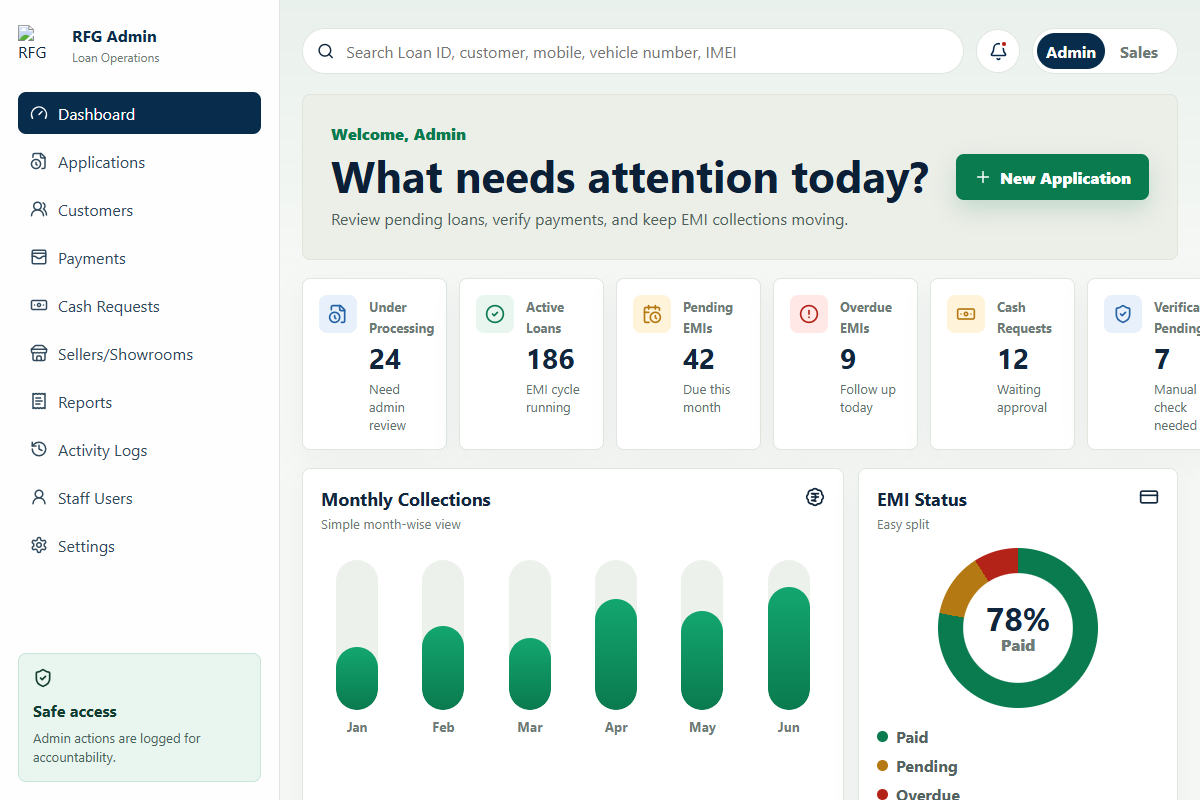 RFG
RFG Admin
Loan Operations
Dashboard
Applications
Customers
Payments
Cash Requests
Sellers/Showrooms
Reports
Activity Logs
Staff Users
Settings
Safe access
Admin actions are logged for
accountability.
Search Loan ID, customer, mobile, vehicle number, IMEI
Admin
Sales
Welcome, Admin
What needs attention today?
Review pending loans, verify payments, and keep EMI collections moving.
New Application
Under
Processing
24
Need
admin
review
Active
Loans
186
EMI cycle
running
Pending
EMIs
42
Due this
month
Overdue
EMIs
9
Follow up
today
Cash
Requests
12
Waiting
approval
Verifica
Pending
7
Manual
check
needed
Monthly Collections
Simple month-wise view
Jan
Feb
Mar
Apr
May
Jun
EMI Status
Easy split
78%
Paid
Paid
Pending
Overdue